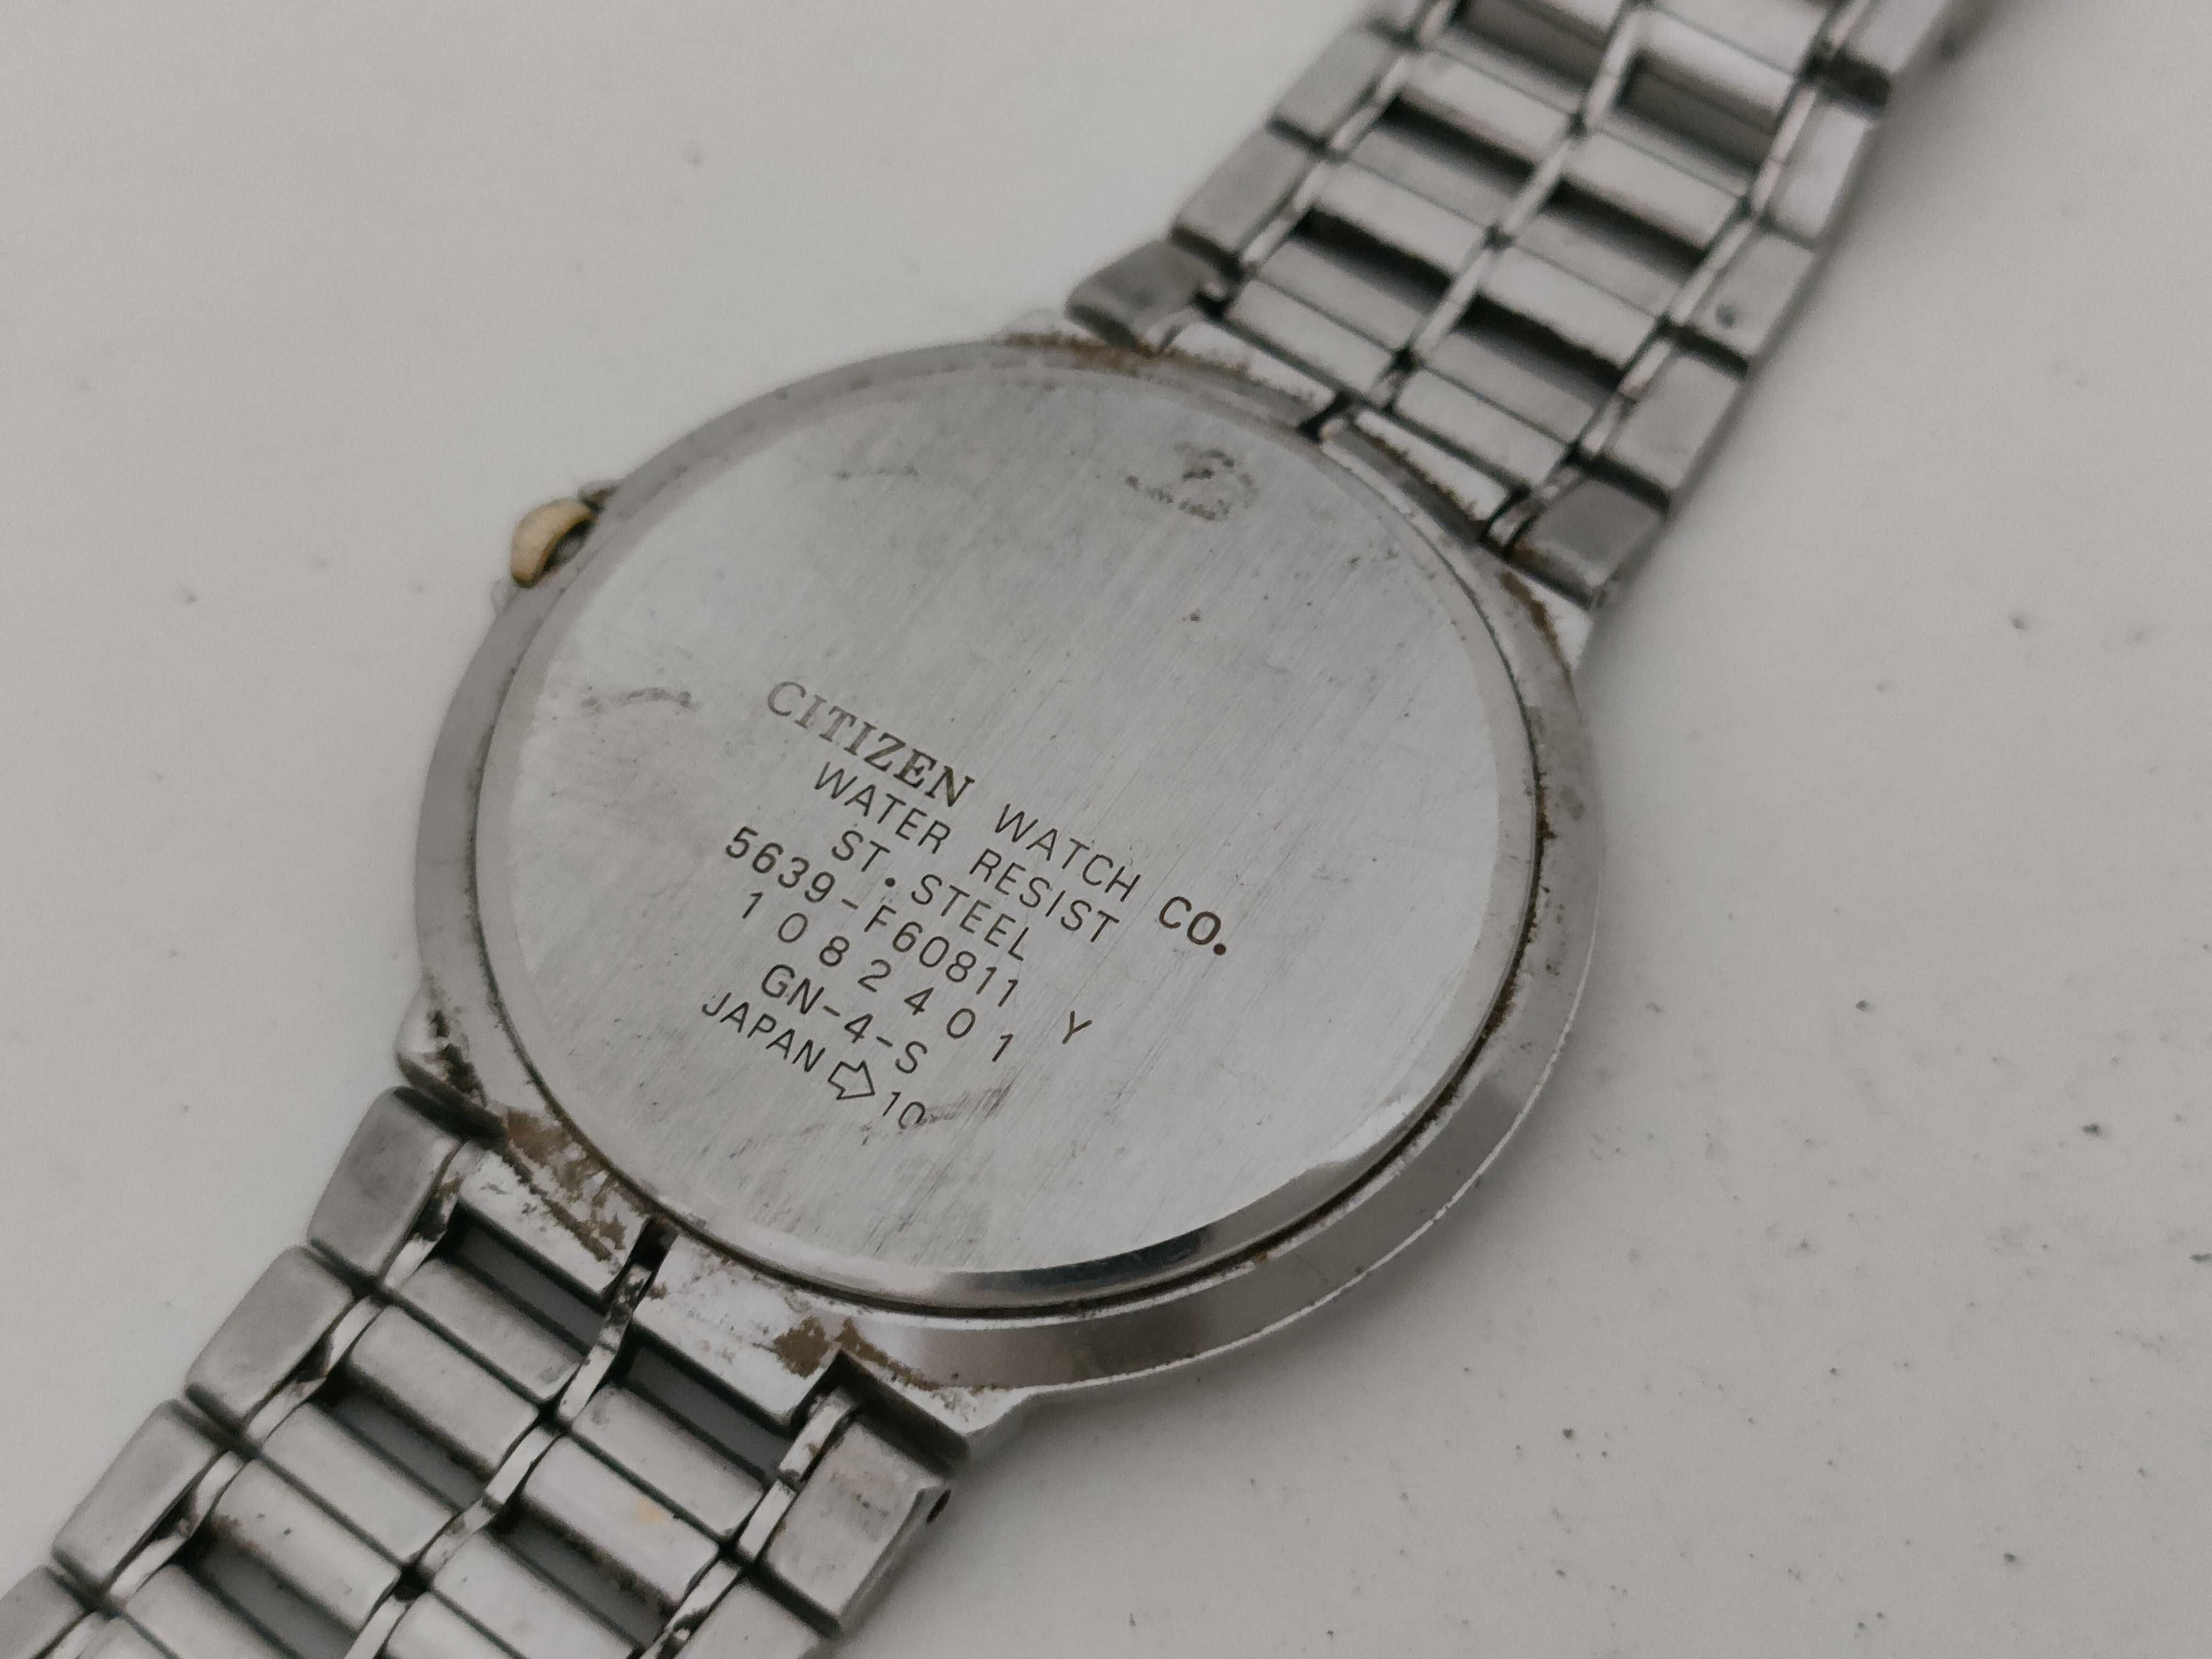 CITIZEN WATCH CO.
WATER RESIST
ST. STEEL
5639-F60811 Y
1082401
GN-4-S
JAPAN ⇨ 10